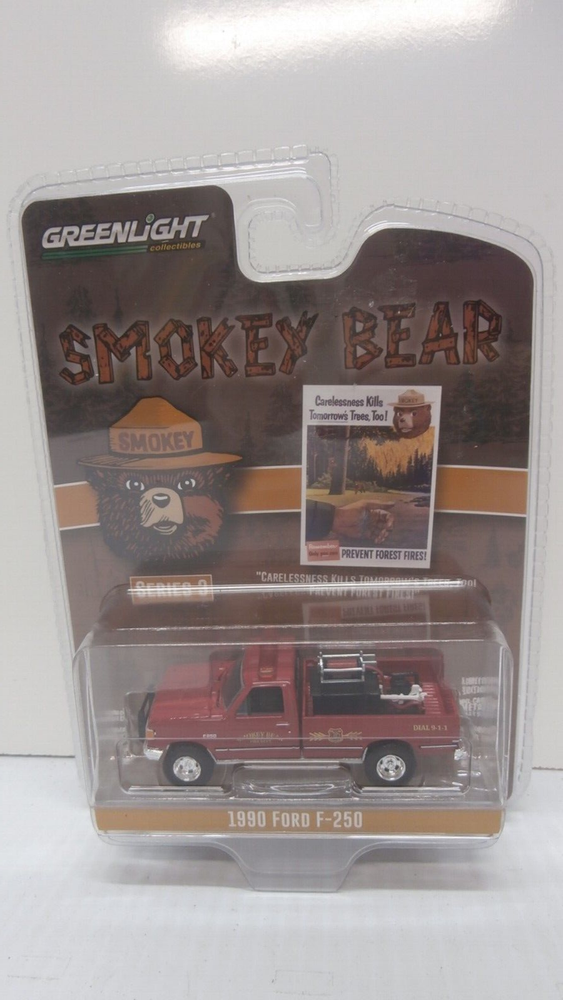 GREENLiGHT
collectibles
SMOKEY BEAR
SMOKEY
Carelessness Kills
Tomorrow's Trees, Too!
SMOKEY
PREVENT FOREST FIRES!
SERIES 3
"CARELESSNESS KILLS TOMORROW'S TREES, TOO!
PREVENT FOREST FIRES!
DIAL 9-1-1
1990 FORD F-250